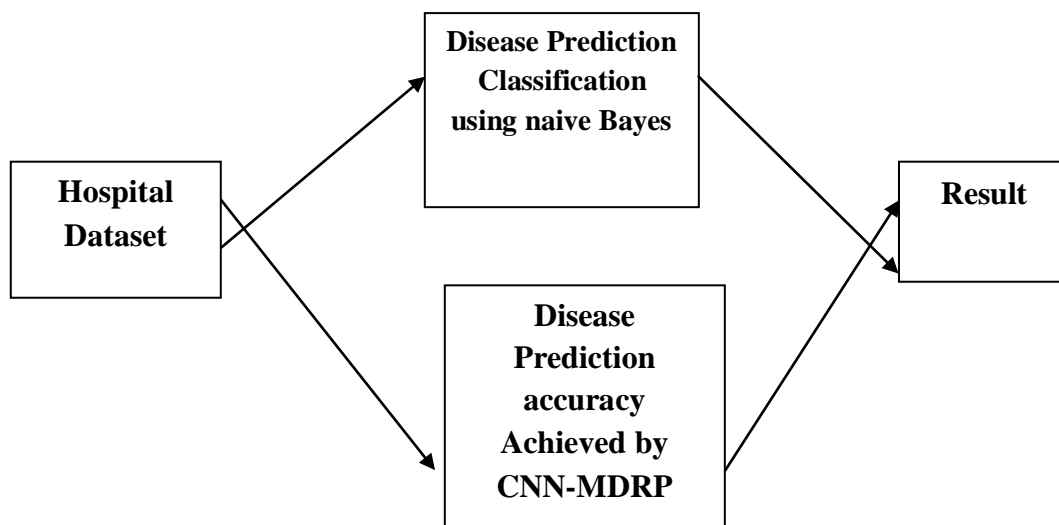 Disease Prediction
Classification
using naive Bayes
Hospital
Dataset
Result
Disease
Prediction
accuracy
Achieved by
CNN-MDRP